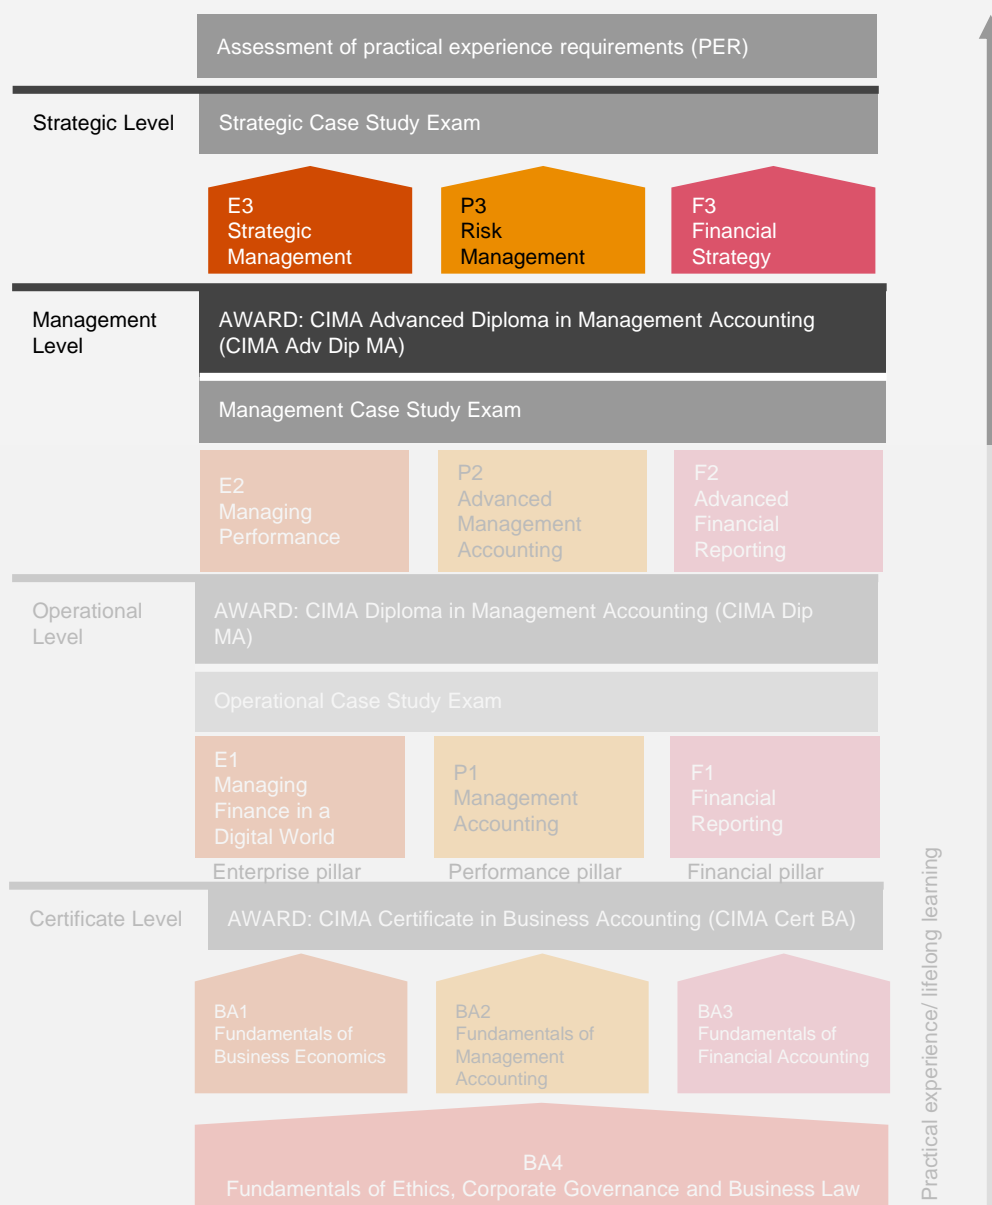 Assessment of practical experience requirements (PER)
Strategic Level
Strategic Case Study Exam
E3
Strategic
Management
P3
Risk
Management
F3
Financial
Strategy
Management
Level
AWARD: CIMA Advanced Diploma in Management Accounting
(CIMA Adv Dip MA)
Management Case Study Exam
E2
Managing
Performance
P2
Advanced
Management
Accounting
F2
Advanced
Financial
Reporting
Operational
Level
AWARD: CIMA Diploma in Management Accounting (CIMA Dip
MA)
Operational Case Study Exam
E1
Managing
Finance in a
Digital World
P1
Management
Accounting
F1
Financial
Reporting
Enterprise pillar
Performance pillar
Financial pillar
Certificate Level
AWARD: CIMA Certificate in Business Accounting (CIMA Cert BA)
BA1
Fundamentals of
Business Economics
BA2
Fundamentals of
Management
Accounting
BA3
Fundamentals of
Financial Accounting
BA4
Fundamentals of Ethics, Corporate Governance and Business Law
Practical experience/ lifelong learning